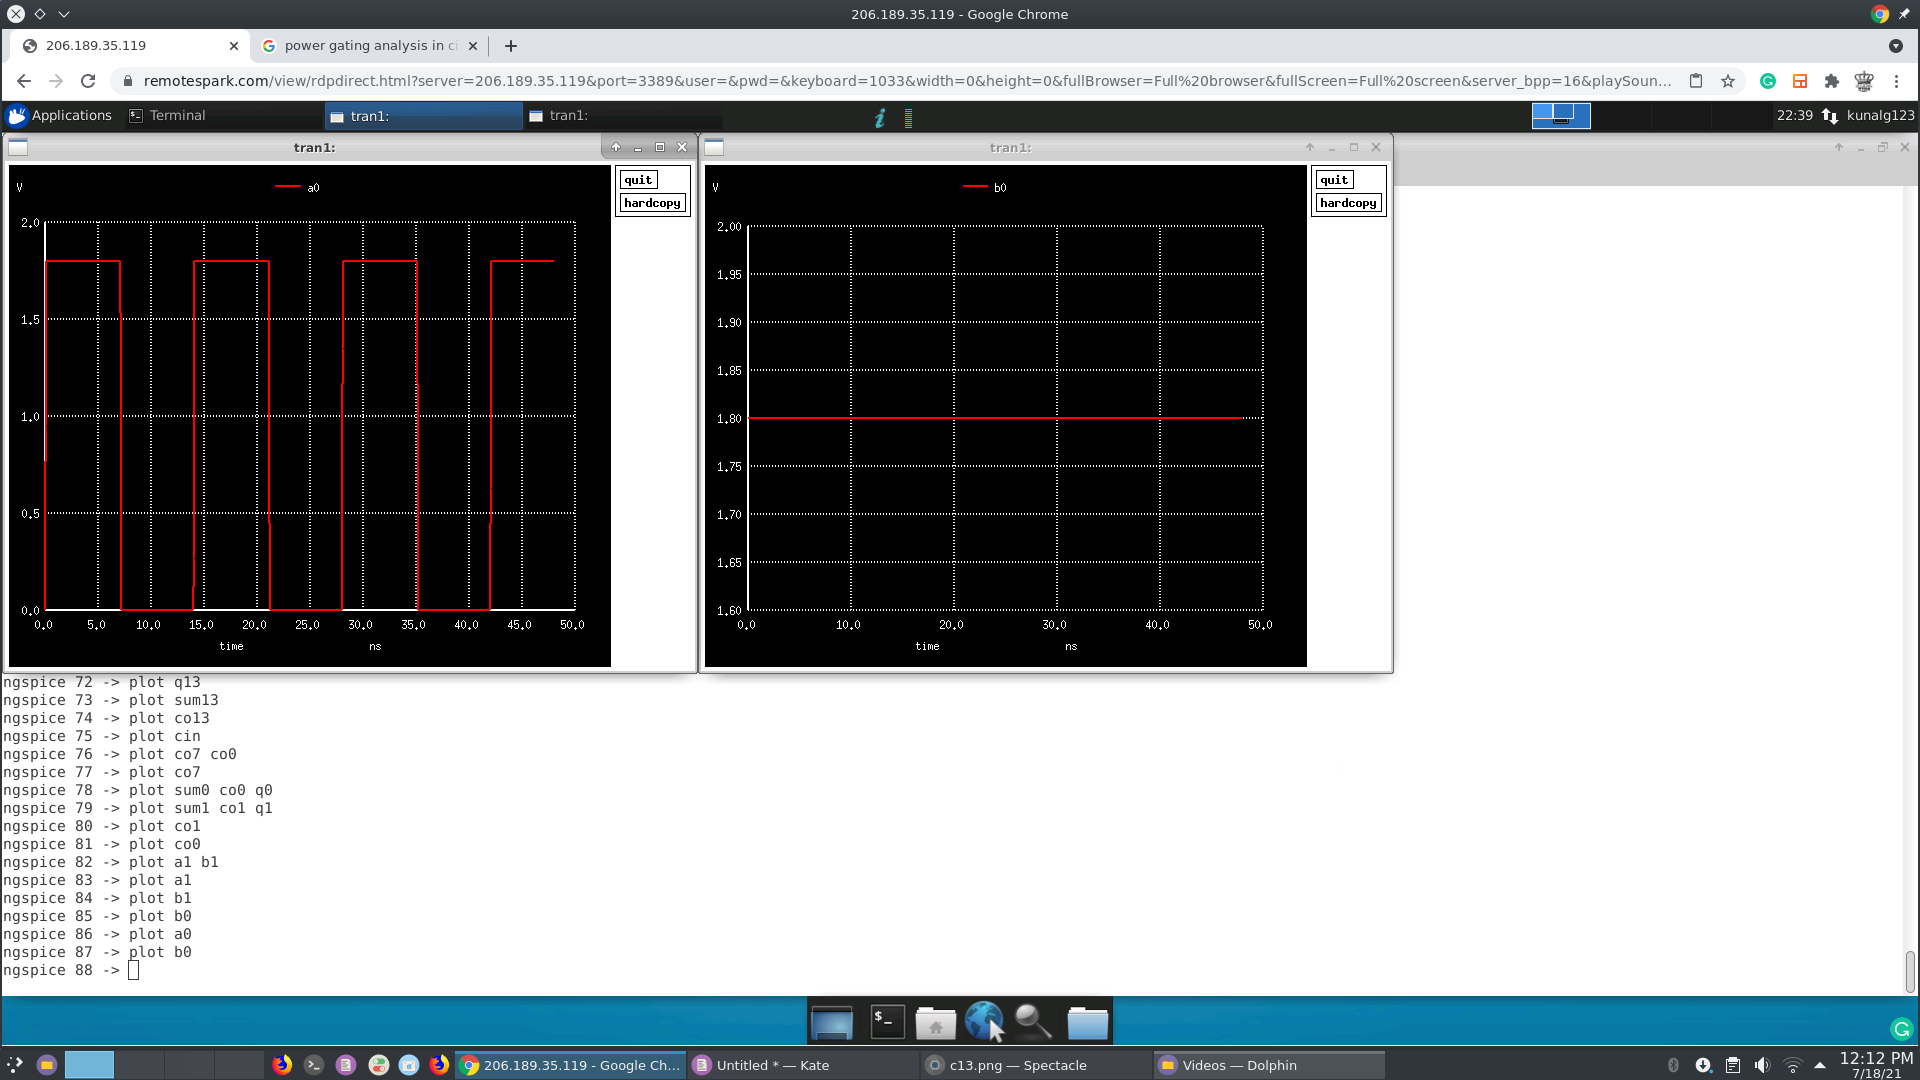 206.189.35.119 - Google Chrome
206.189.35.119
power gating analysis in ci
remotespark.com/view/rdpdirect.html?server=206.189.35.119&port=3389&user=&pwd=&keyboard=1033&width=0&height=0&fullBrowser=Full%20browser&fullScreen=Full%20screen&server_bpp=16&playSoun...
Applications
Terminal
tran1:
tran1:
22:39
kunalg123
tran1:
V
a0
quit
hardcopy
2.0
1.5
1.0
0.5
0.0
0.0 5.0 10.0 15.0 20.0 25.0 30.0 35.0 40.0 45.0 50.0
time ns
tran1:
V
b0
quit
hardcopy
2.00
1.95
1.90
1.85
1.80
1.75
1.70
1.65
1.60
0.0 10.0 20.0 30.0 40.0 50.0
time ns
ngspice 72 -> plot q13
ngspice 73 -> plot sum13
ngspice 74 -> plot co13
ngspice 75 -> plot cin
ngspice 76 -> plot co7 co0
ngspice 77 -> plot co7
ngspice 78 -> plot sum0 co0 q0
ngspice 79 -> plot sum1 co1 q1
ngspice 80 -> plot co1
ngspice 81 -> plot co0
ngspice 82 -> plot a1 b1
ngspice 83 -> plot a1
ngspice 84 -> plot b1
ngspice 85 -> plot b0
ngspice 86 -> plot a0
ngspice 87 -> plot b0
ngspice 88 ->
$_
206.189.35.119 - Google Ch...
Untitled * — Kate
c13.png — Spectacle
Videos — Dolphin
12:12 PM
7/18/21